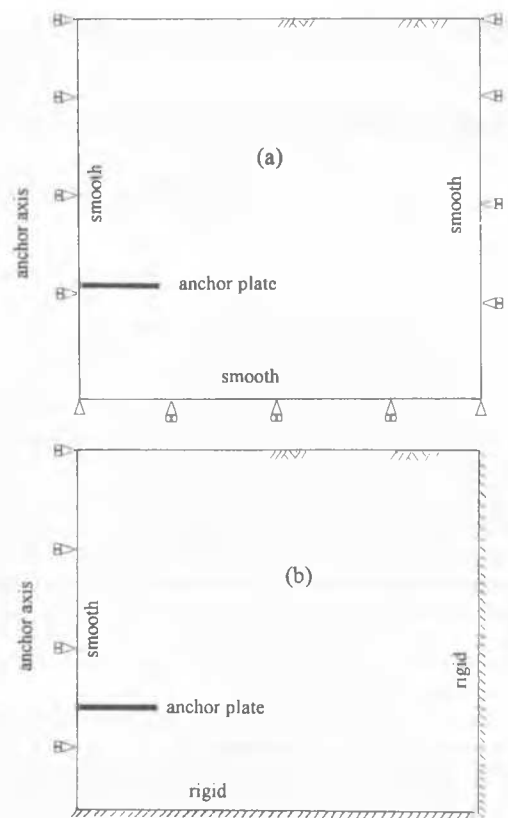 (a)
anchor axis
smooth
smooth
anchor plate
smooth
(b)
anchor axis
smooth
rigid
anchor plate
rigid